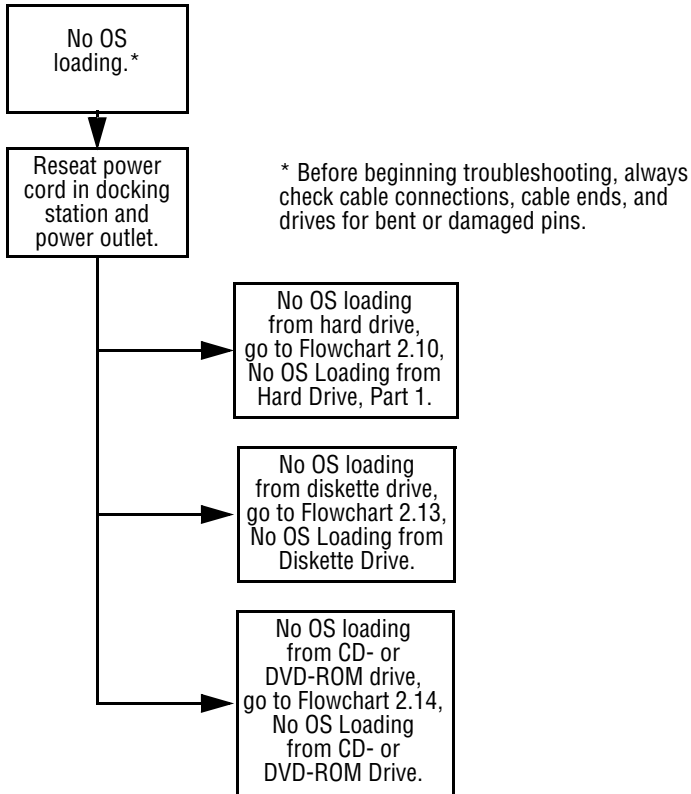 No OS
loading.*
Reseat power
cord in docking
station and
power outlet.
* Before beginning troubleshooting, always
check cable connections, cable ends, and
drives for bent or damaged pins.
No OS loading
from hard drive,
go to Flowchart 2.10,
No OS Loading from
Hard Drive, Part 1.
No OS loading
from diskette drive,
go to Flowchart 2.13,
No OS Loading from
Diskette Drive.
No OS loading
from CD- or
DVD-ROM drive,
go to Flowchart 2.14,
No OS Loading
from CD- or
DVD-ROM Drive.